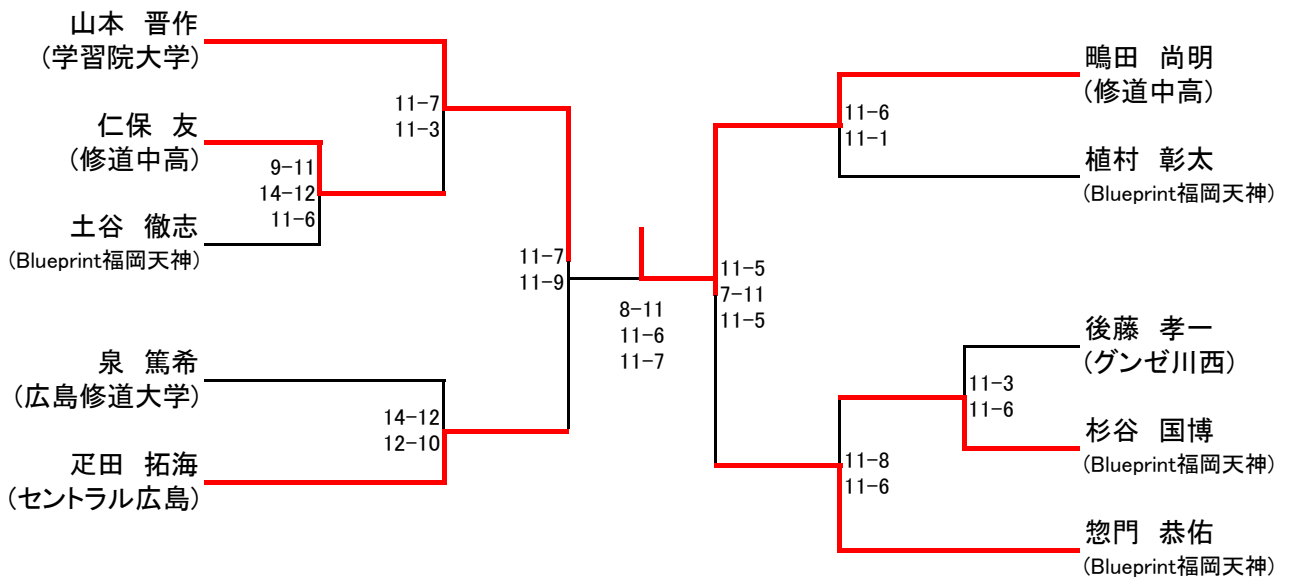 山本　晋作
(学習院大学)
仁保　友
(修道中高)
土谷　徹志
(Blueprint福岡天神)
泉　篤希
(広島修道大学)
疋田　拓海
(セントラル広島)
9-11
14-12
11-6
11-7
11-3
14-12
12-10
11-7
11-9
8-11
11-6
11-7
11-5
7-11
11-5
11-6
11-1
11-3
11-6
11-8
11-6
鴫田　尚明
(修道中高)
植村　彰太
(Blueprint福岡天神)
後藤　孝一
(グンゼ川西)
杉谷　国博
(Blueprint福岡天神)
惣門　恭佑
(Blueprint福岡天神)